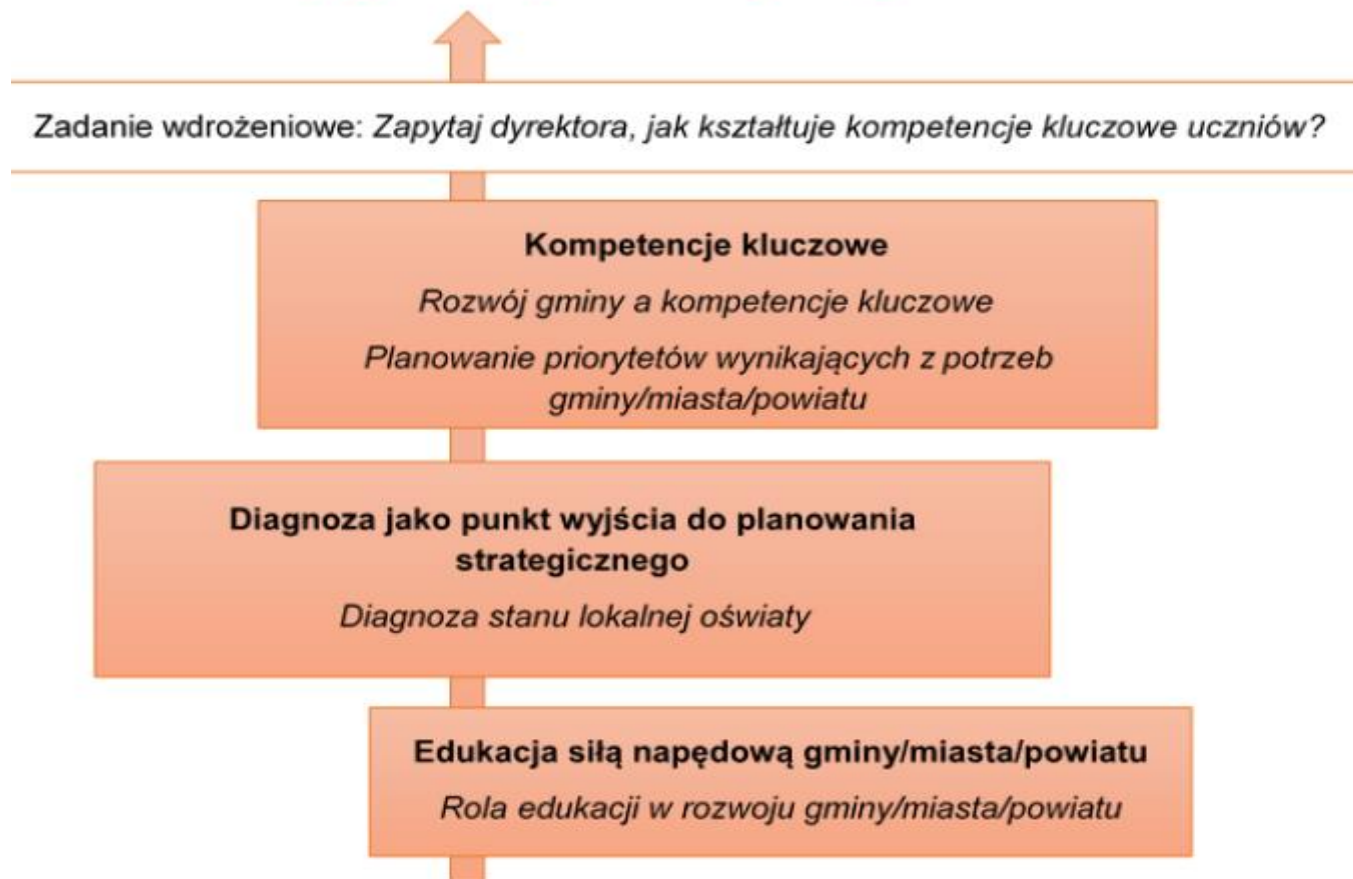 Zadanie wdrożeniowe: Zapytaj dyrektora, jak kształtuje kompetencje kluczowe uczniów?
Kompetencje kluczowe
Rozwój gminy a kompetencje kluczowe
Planowanie priorytetów wynikających z potrzeb
gminy/miasta/powiatu
Diagnoza jako punkt wyjścia do planowania
strategicznego
Diagnoza stanu lokalnej oświaty
Edukacja siłą napędową gminy/miasta/powiatu
Rola edukacji w rozwoju gminy/miasta/powiatu